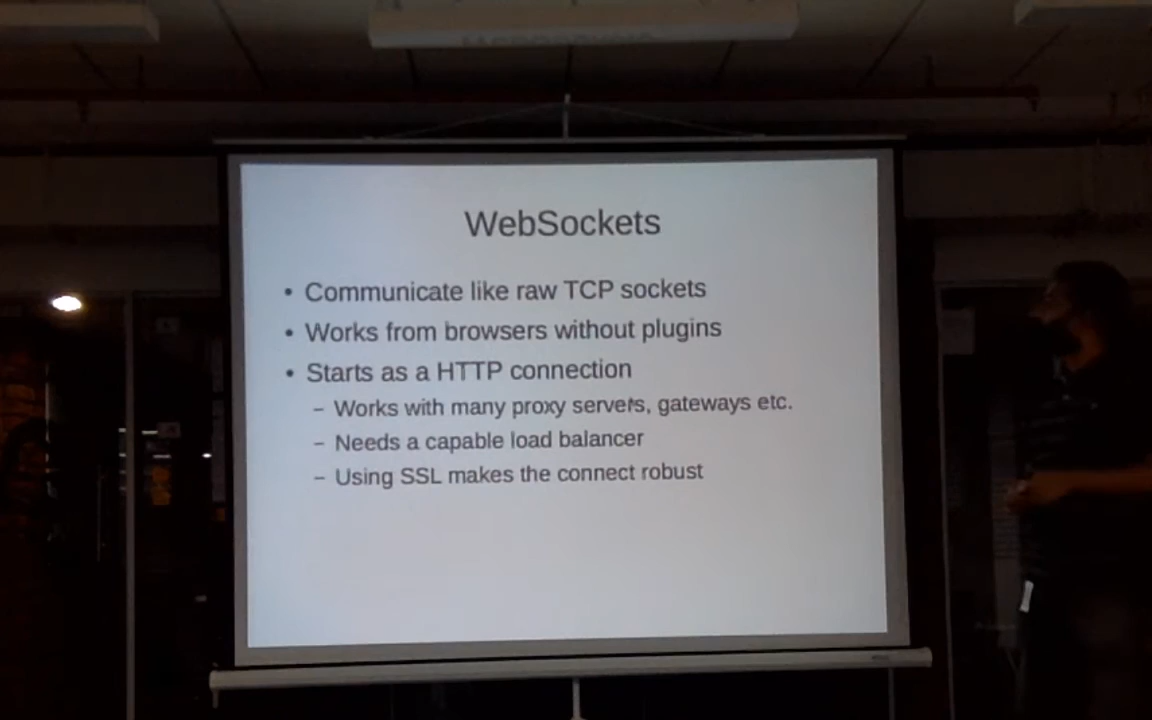 WebSockets
• Communicate like raw TCP sockets
• Works from browsers without plugins
• Starts as a HTTP connection
– Works with many proxy servers, gateways etc.
– Needs a capable load balancer
– Using SSL makes the connect robust